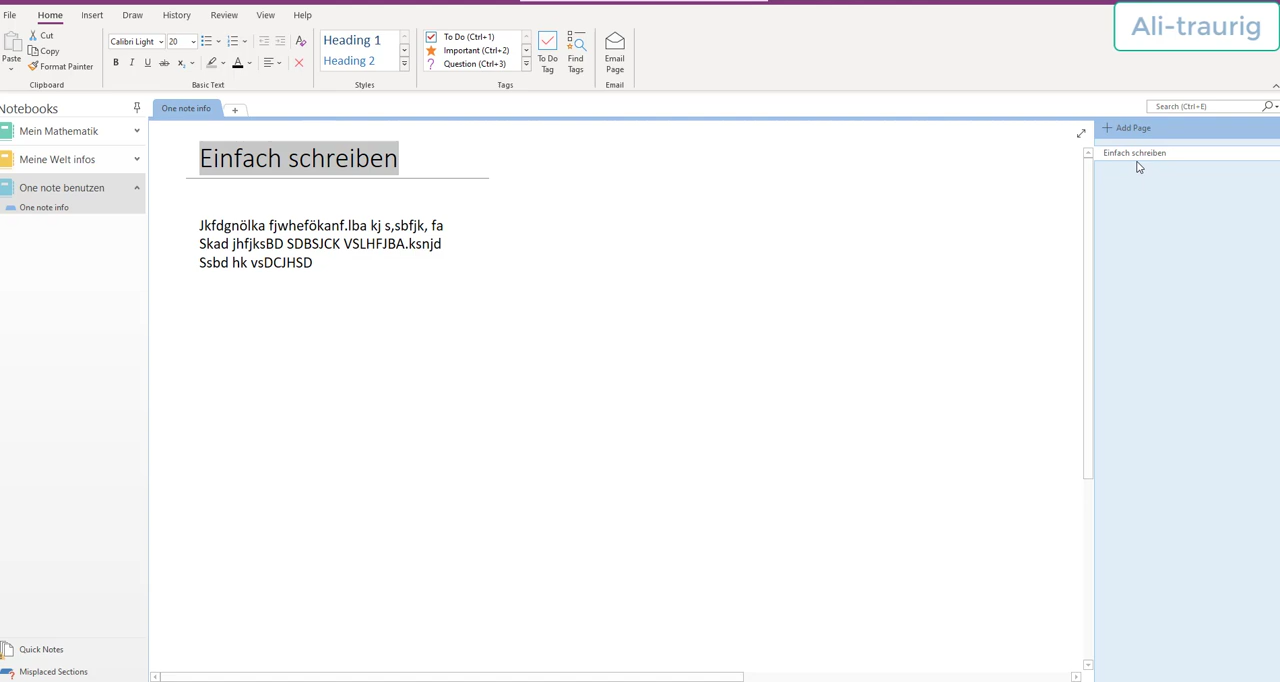 File Home Insert Draw History Review View Help
Ali-traurig
Paste
Cut
Copy
Format Painter
Clipboard
Calibri Light 20
B I U ab x
A
Basic Text
Heading 1
Heading 2
Styles
To Do (Ctrl+1)
Important (Ctrl+2)
? Question (Ctrl+3)
Tags
To Do
Tag
Find
Tags
Email
Page
Email
Notebooks
One note info
+
Search (Ctrl+E)
Mein Mathematik
Meine Welt infos
One note benutzen
One note info
Einfach schreiben
Jkfdgnölka fjwhefökanf.lba kj s,sbfjk, fa
Skad jhfjksBD SDBSJCK VSLHFJBA.ksnjd
Ssbd hk vsDCJHSD
+ Add Page
Einfach schreiben
Quick Notes
Misplaced Sections